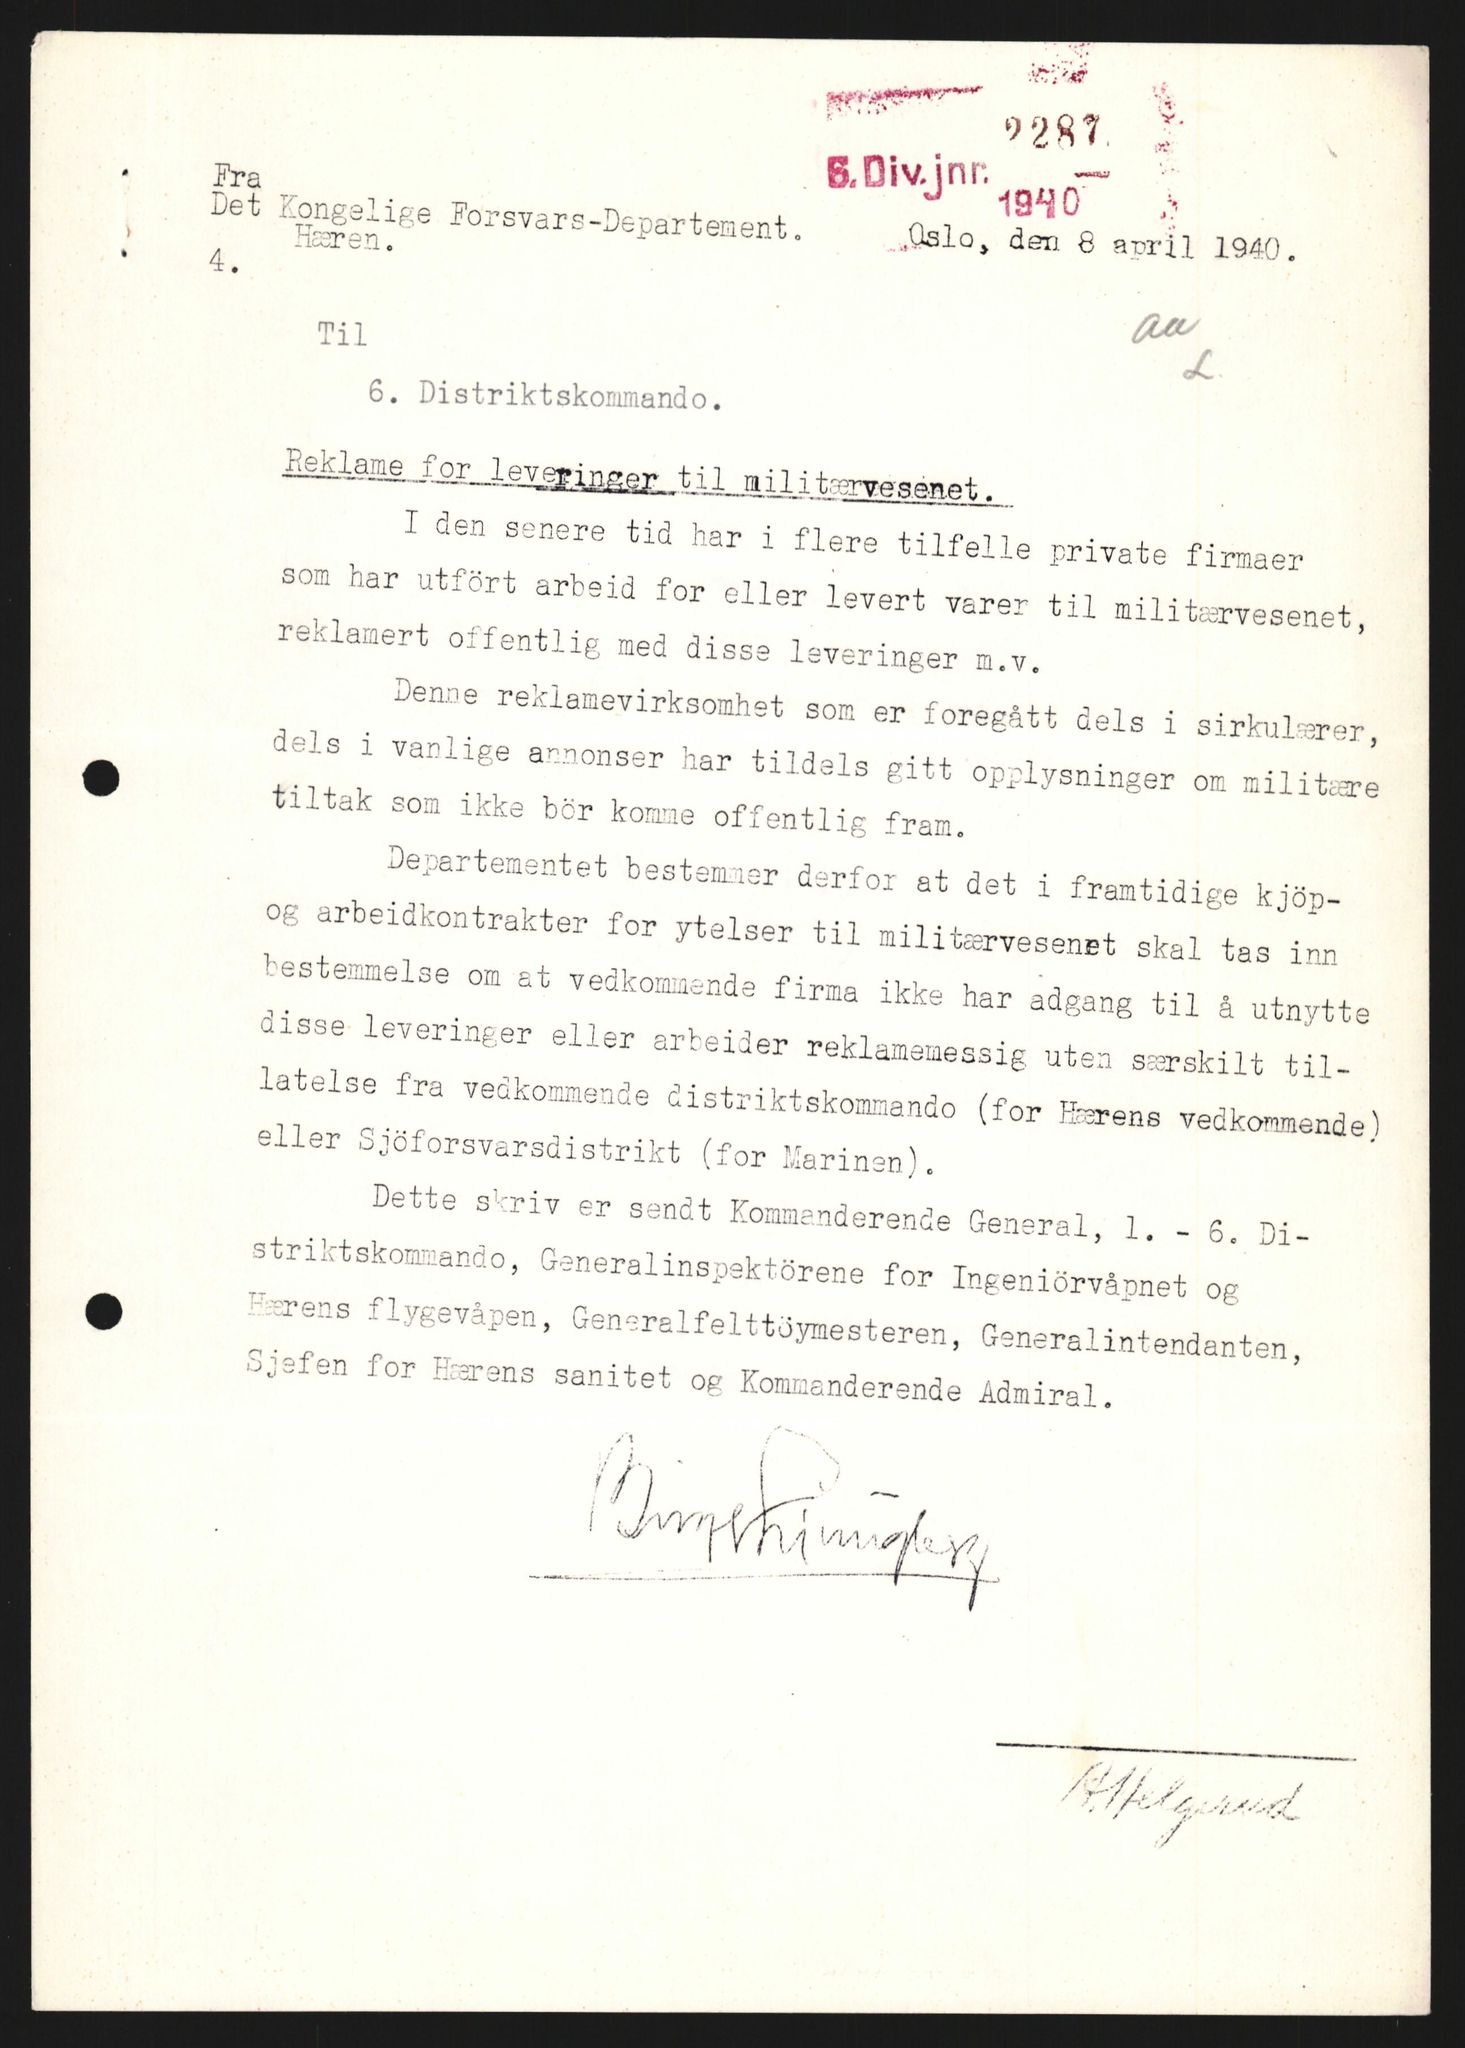 2287.
6. Div. jnr. —
1940
Fra
Det Kongelige Forsvars-Departement.
Hæren.
Oslo, den 8 april 1940.
4.
aa
L.
Til
6. Distriktskommando.
Reklame for leveringer til militærvesenet.
I den senere tid har i flere tilfelle private firmaer
som har utfört arbeid for eller levert varer til militærvesenet,
reklamert offentlig med disse leveringer m.v.
Denne reklamevirksomhet som er foregått dels i sirkulærer,
dels i vanlige annonser har tildels gitt opplysninger om militære
tiltak som ikke bör komme offentlig fram.
Departementet bestemmer derfor at det i framtidige kjöp-
og arbeidkontrakter for ytelser til militærvesenet skal tas inn
bestemmelse om at vedkommende firma ikke har adgang til å utnytte
disse leveringer eller arbeider reklamemessig uten særskilt til-
latelse fra vedkommende distriktskommando (for Hærens vedkommende)
eller Sjöforsvarsdistrikt (for Marinen).
Dette skriv er sendt Kommanderende General, 1. - 6. Di-
striktskommando, Generalinspektörene for Ingeniörvåpnet og
Hærens flygevåpen, Generalfelttöymesteren, Generalintendanten,
Sjefen for Hærens sanitet og Kommanderende Admiral.
Birger Ljungberg